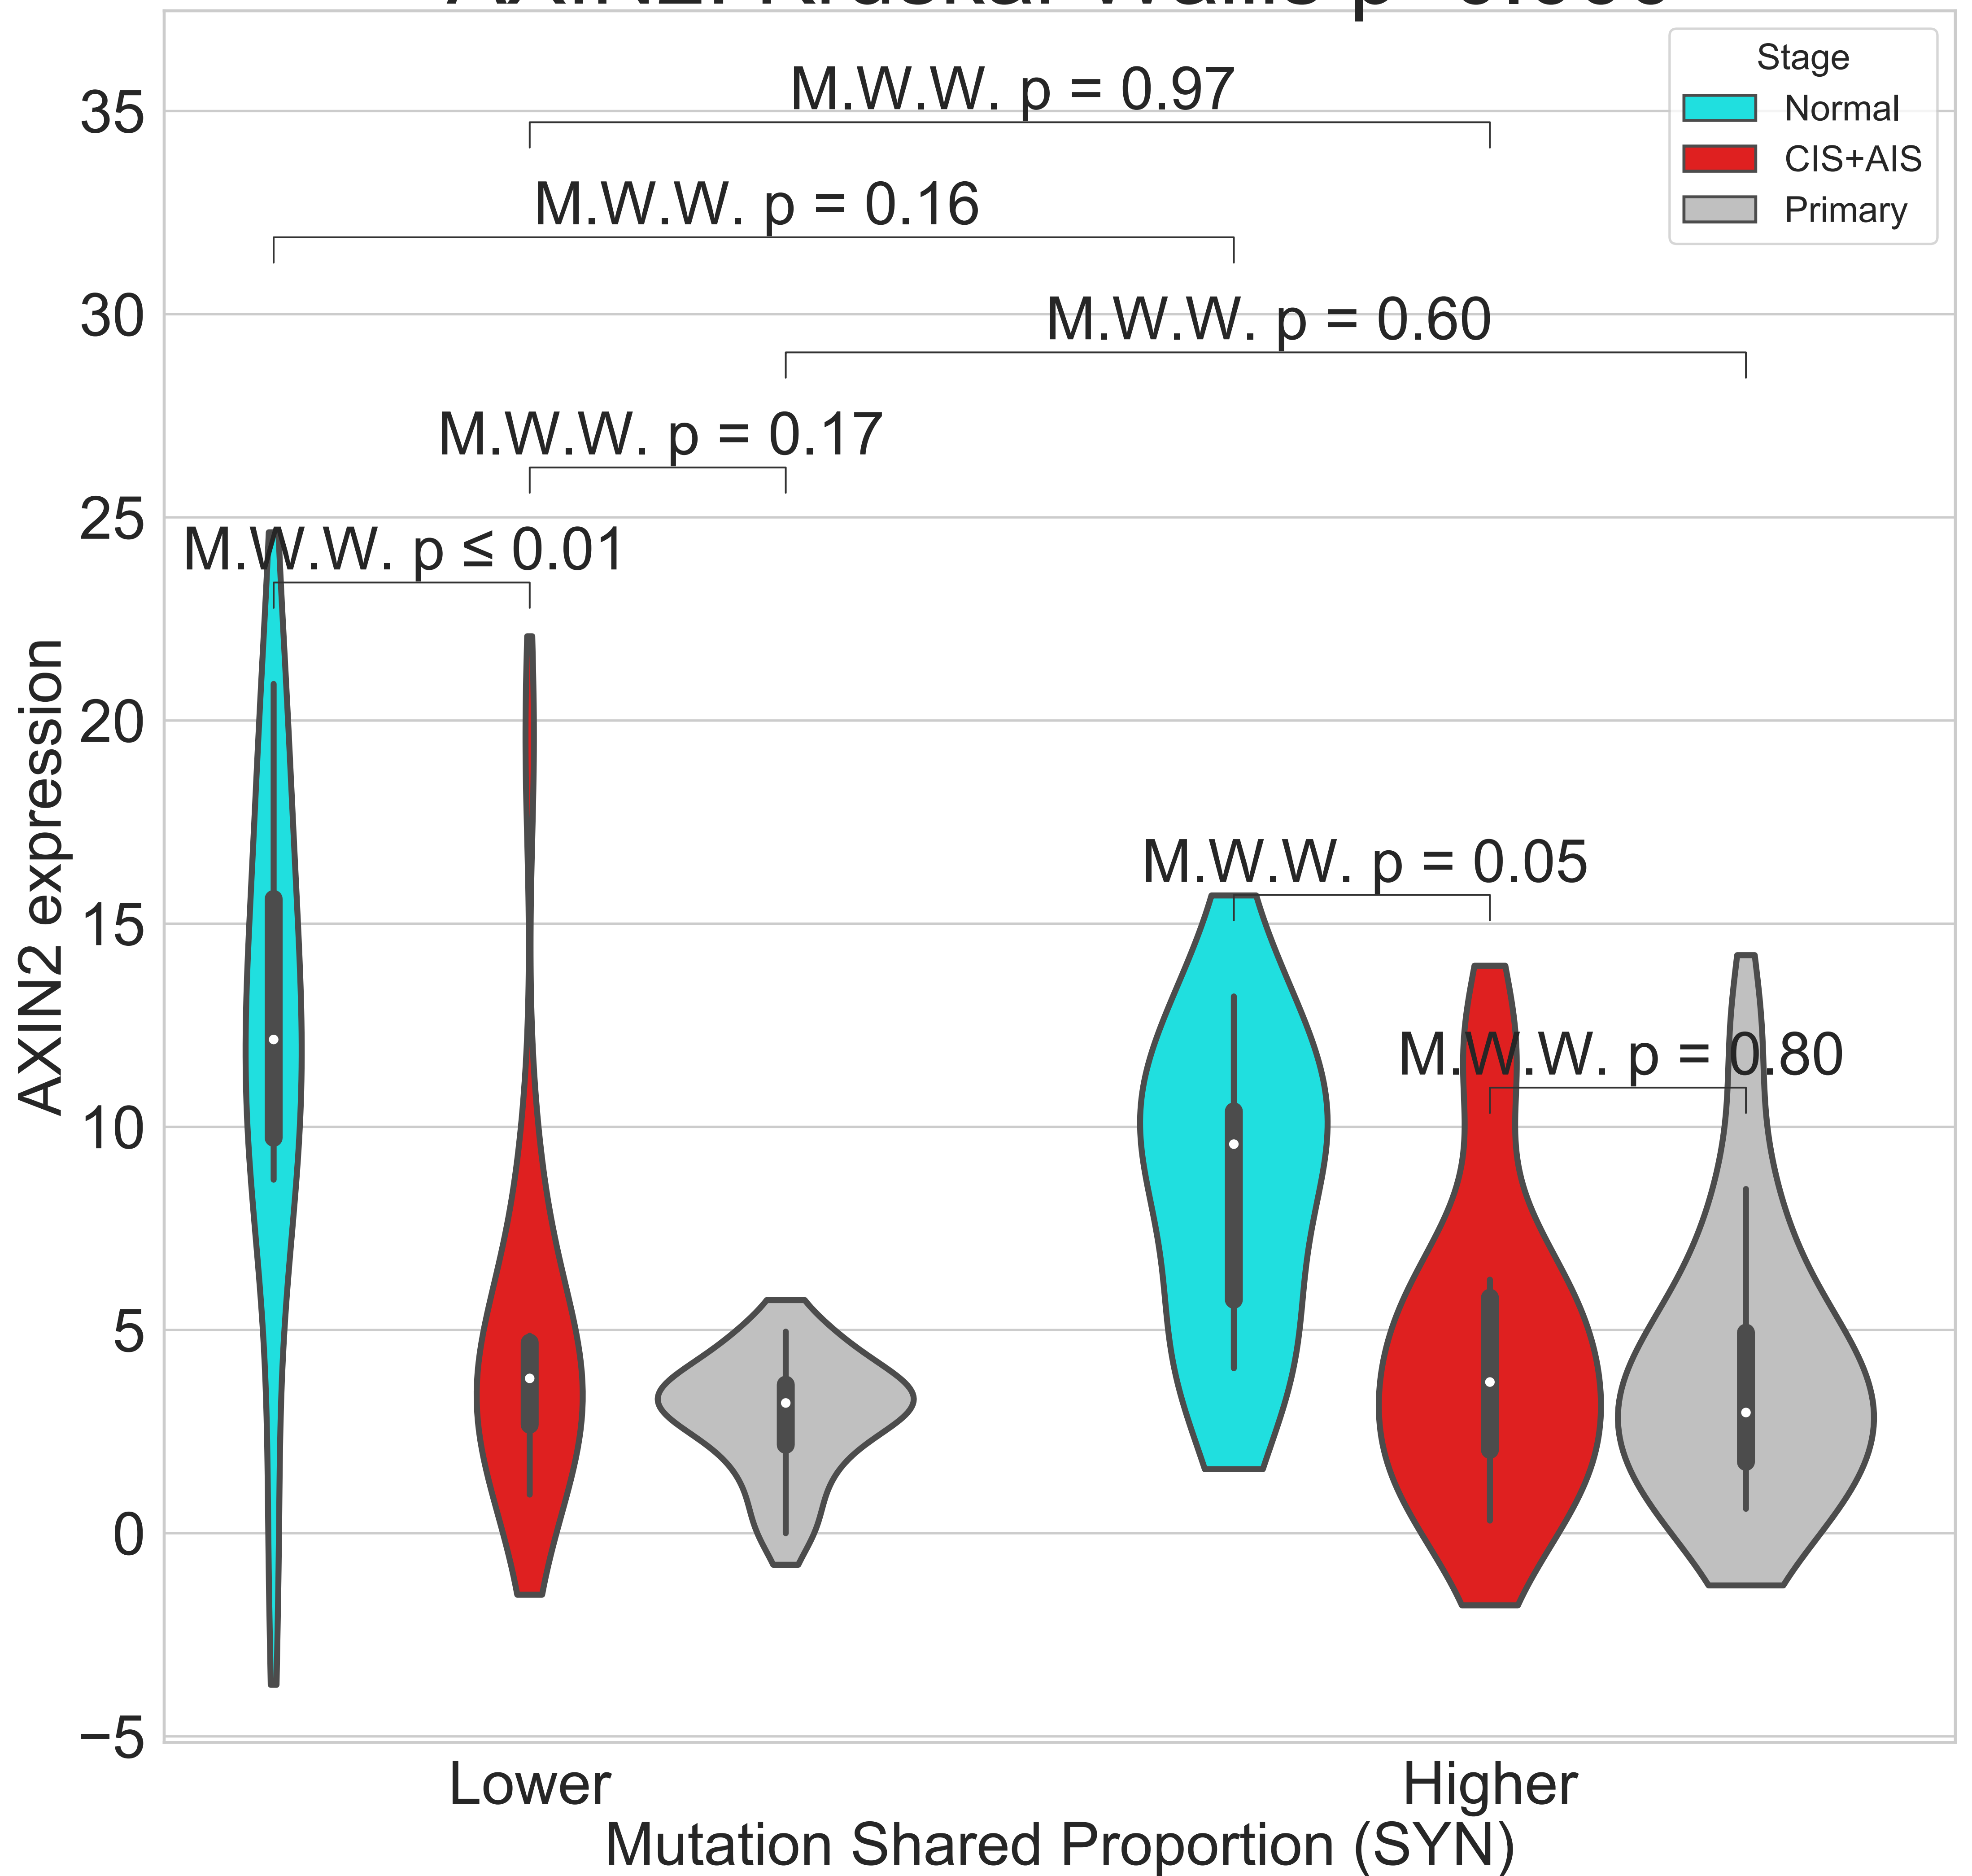 M.W.W. p = 0.97
M.W.W. p = 0.16
M.W.W. p = 0.60
M.W.W. p = 0.17
M.W.W. p ≤ 0.01
M.W.W. p = 0.05
M.W.W. p = 0.80
Stage
Normal
CIS+AIS
Primary
AXIN2 expression
35
30
25
20
15
10
5
0
−5
Lower
Higher
Mutation Shared Proportion (SYN)